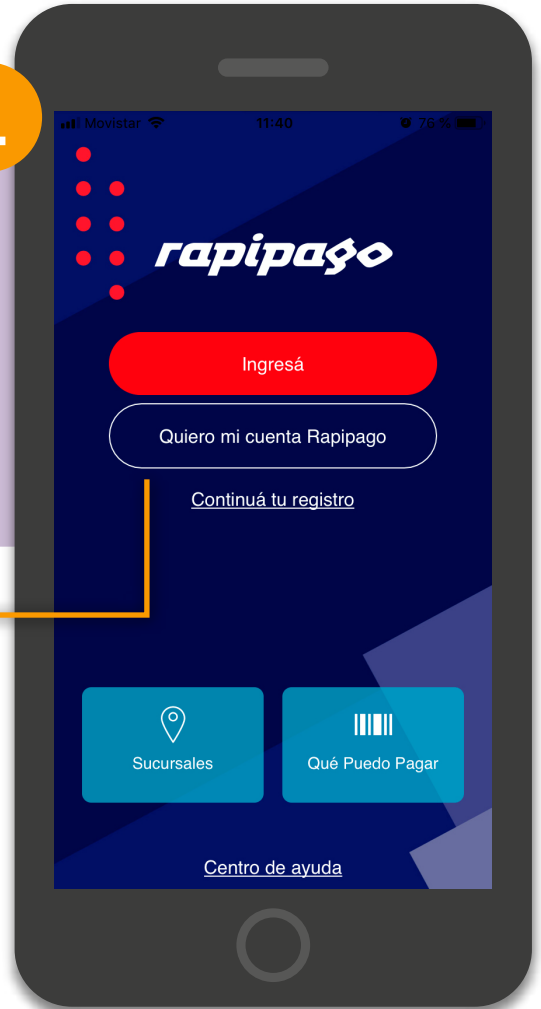 Movistar 11:40 76 %
rapipago
Ingresá
Quiero mi cuenta Rapipago
Continuá tu registro
Sucursales Qué Puedo Pagar
Centro de ayuda